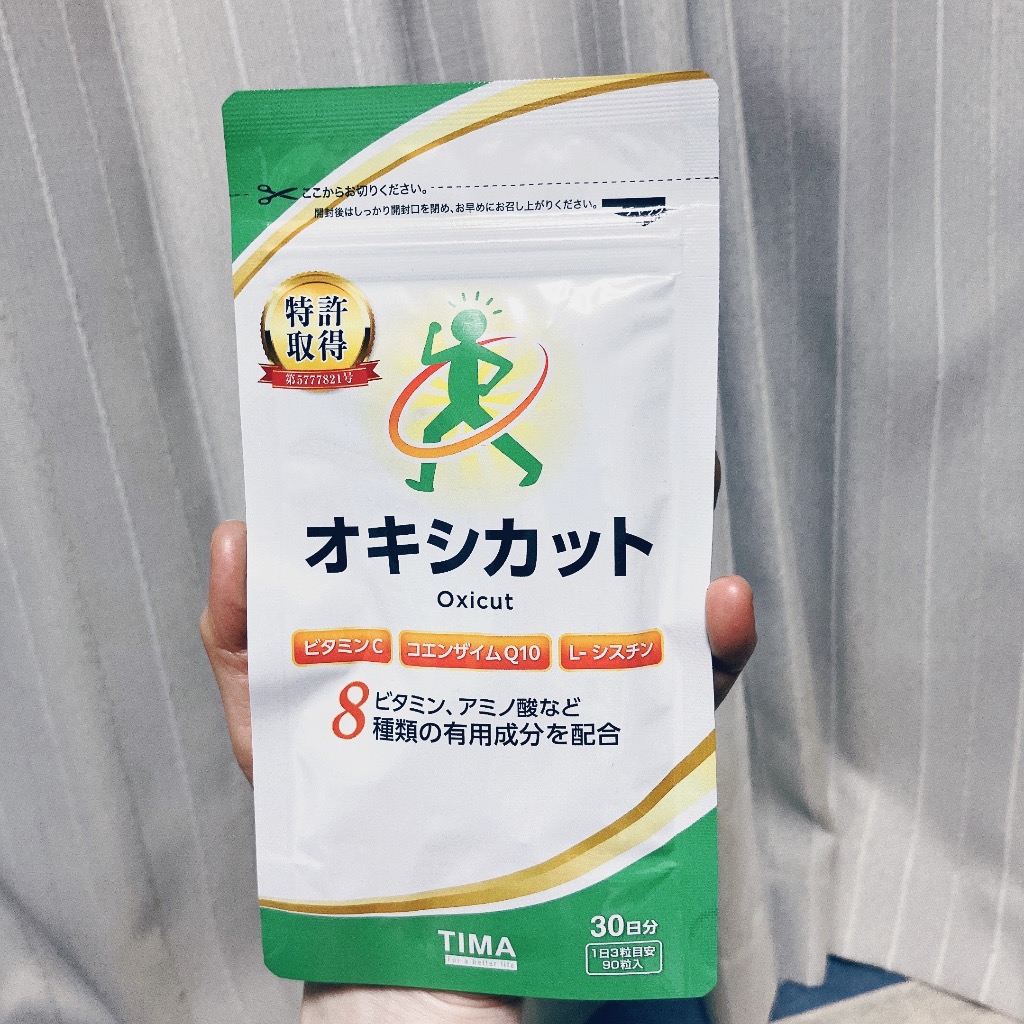 ここからお切りください。
開封後はしっかり開封口を閉め、お早めにお召し上がりください。
特許
取得
第5777821号
オキシカット
Oxicut
ビタミンC
コエンザイムQ10
L-シスチン
8
ビタミン、アミノ酸など
種類の有用成分を配合
30日分
1日3粒目安
90粒入
TIMA
For a better life